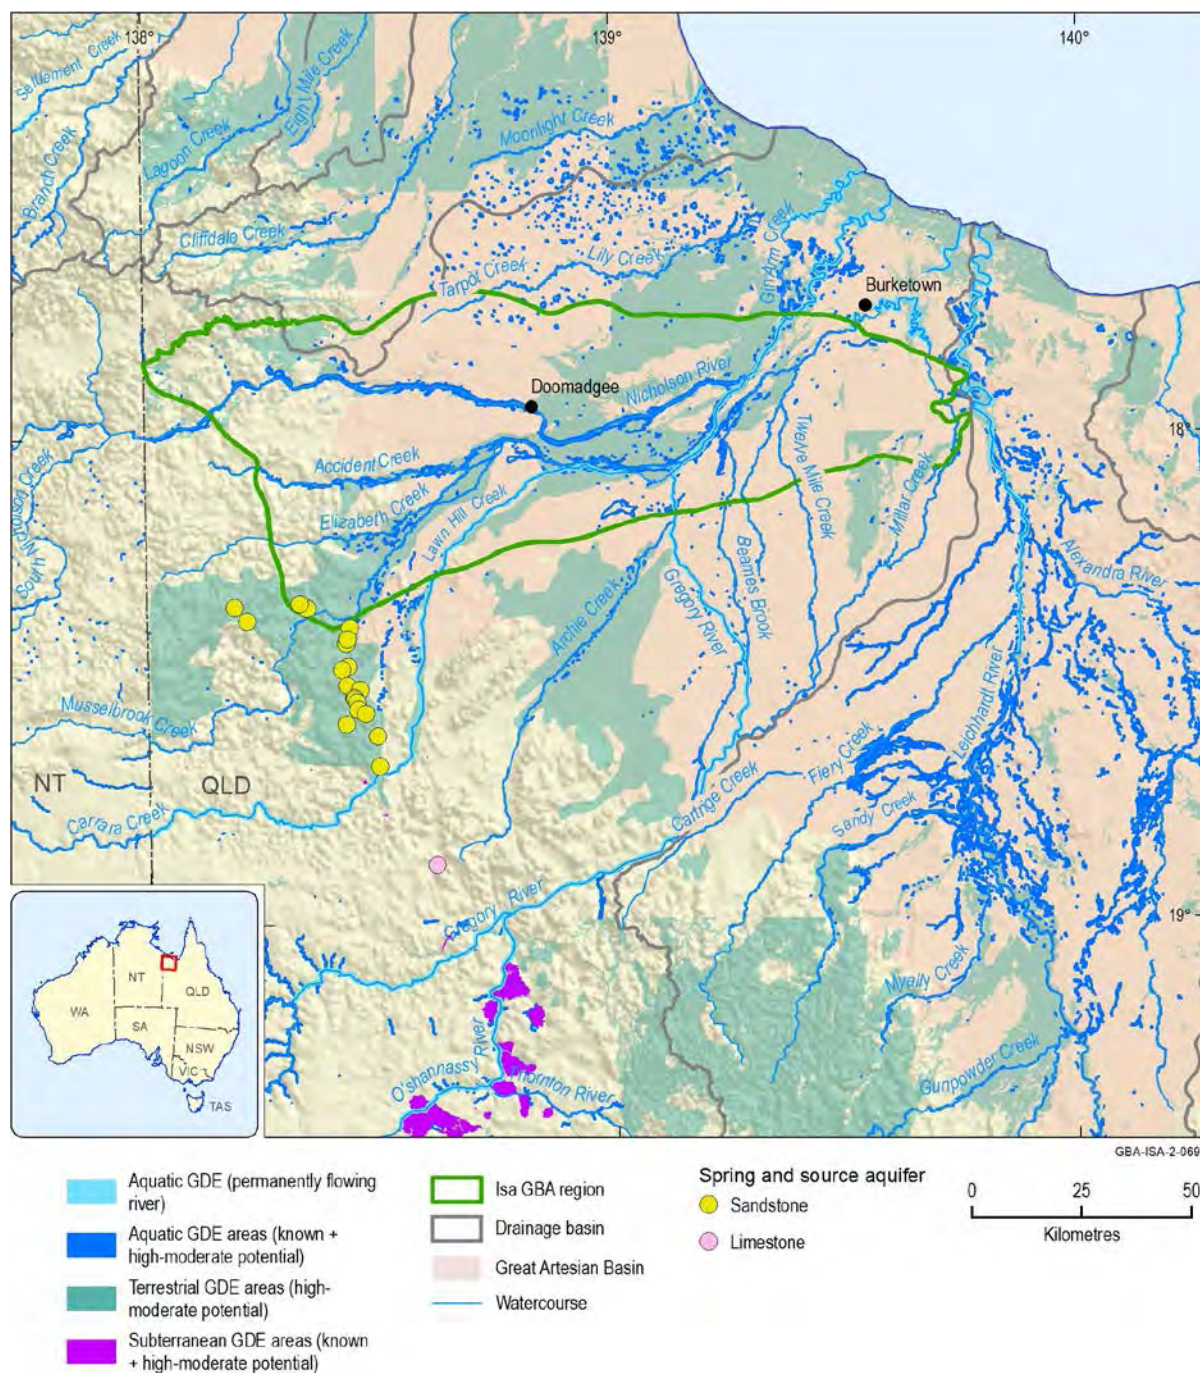 138°
139°
140°
Settlement Creek
Branch Creek
Lagoon Creek
Eight Mile Creek
Moonlight Creek
Cliffdale Creek
Lily Creek
Tarpot Creek
Gin Arm Creek
Burketown
Doomadgee
Nicholson River
18°
Accident Creek
Elizabeth Creek
Lawn Hill Creek
Twelve Mile Creek
Millar Creek
South Nicholson Creek
Archie Creek
Gregory River
Beames Brook
Alexandra River
Leichhardt River
Musselbrook Creek
NT
QLD
Carrara Creek
Fiery Creek
Cartrige Creek
Sandy Creek
19°
Gregory River
Myally Creek
O'shannassy River
Thornton River
Gunpowder Creek
NT
QLD
WA
SA
NSW
VIC
TAS
GBA-ISA-2-069
Aquatic GDE (permanently flowing
river)
Aquatic GDE areas (known +
high-moderate potential)
Terrestrial GDE areas (high-
moderate potential)
Subterranean GDE areas (known
+ high-moderate potential)
Isa GBA region
Drainage basin
Great Artesian Basin
Watercourse
Spring and source aquifer
Sandstone
Limestone
0 25 50
Kilometres